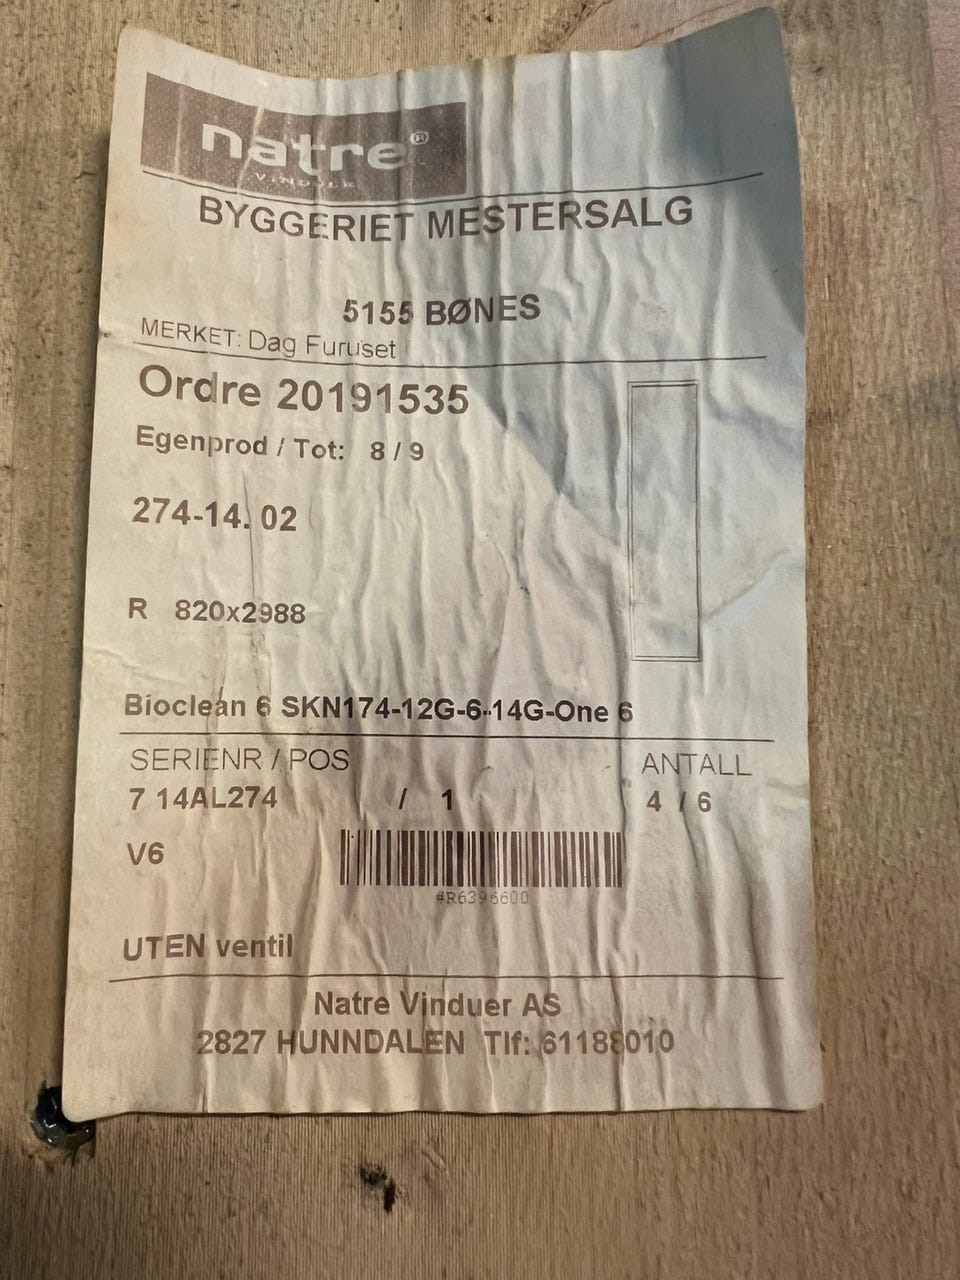 natre®
VINDUER
BYGGERIET MESTERSALG
5155 BØNES
MERKET: Dag Furuset
Ordre 20191535
Egenprod / Tot: 8 / 9
274-14. 02
R 820x2988
Bioclean 6 SKN174-12G-6-14G-One 6
SERIENR / POS ANTALL
7 14AL274 / 1 4 / 6
V6
#R6396600
UTEN ventil
Natre Vinduer AS
2827 HUNNDALEN Tlf: 61188010